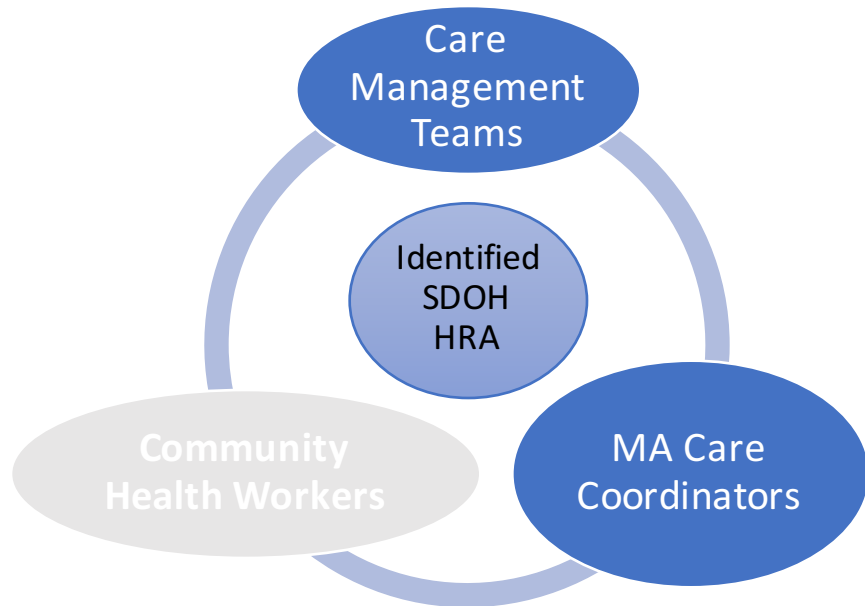 Care
Management
Teams
Identified
SDOH
HRA
Community
Health Workers
MA Care
Coordinators